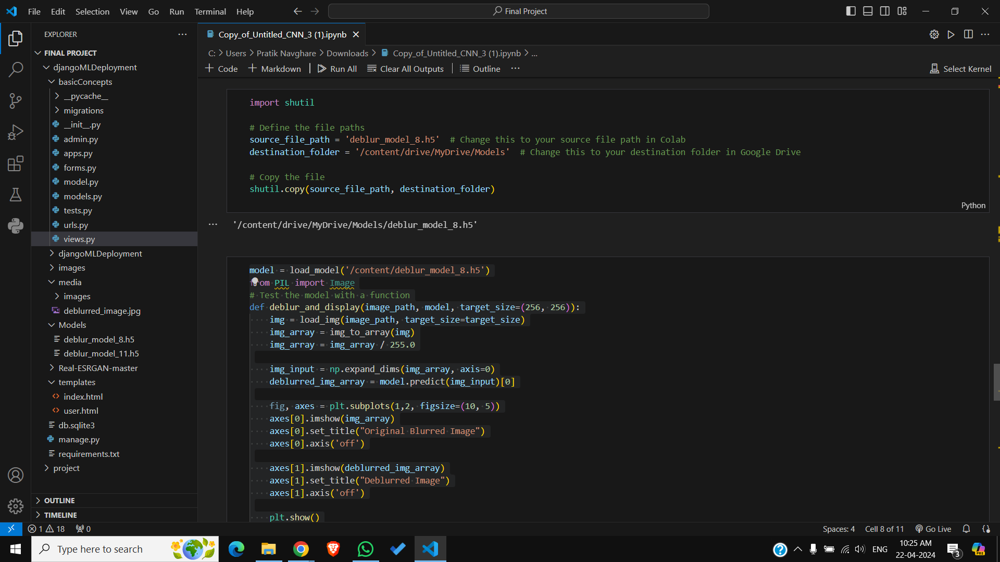 File Edit Selection View Go Run Terminal Help
Final Project
EXPLORER
FINAL PROJECT
djangoMLDeployment
basicConcepts
__pycache__
migrations
__init__.py
admin.py
apps.py
forms.py
model.py
models.py
tests.py
urls.py
views.py
djangoMLDeployment
images
media
images
deblurred_image.jpg
Models
deblur_model_8.h5
deblur_model_11.h5
Real-ESRGAN-master
templates
index.html
user.html
db.sqlite3
manage.py
requirements.txt
project
OUTLINE
TIMELINE
Copy_of_Untitled_CNN_3 (1).ipynb
C: > Users > Pratik Navghare > Downloads > Copy_of_Untitled_CNN_3 (1).ipynb > ...
+ Code + Markdown Run All Clear All Outputs Outline ... Select Kernel
import shutil
# Define the file paths
source_file_path = 'deblur_model_8.h5'  # Change this to your source file path in Colab
destination_folder = '/content/drive/MyDrive/Models'  # Change this to your destination folder in Google Drive
# Copy the file
shutil.copy(source_file_path, destination_folder)
Python
'/content/drive/MyDrive/Models/deblur_model_8.h5'
model = load_model('/content/deblur_model_8.h5')
from PIL import Image
# Test the model with a function
def deblur_and_display(image_path, model, target_size=(256, 256)):
    img = load_img(image_path, target_size=target_size)
    img_array = img_to_array(img)
    img_array = img_array / 255.0
    img_input = np.expand_dims(img_array, axis=0)
    deblurred_img_array = model.predict(img_input)[0]
    fig, axes = plt.subplots(1,2, figsize=(10, 5))
    axes[0].imshow(img_array)
    axes[0].set_title("Original Blurred Image")
    axes[0].axis('off')
    axes[1].imshow(deblurred_img_array)
    axes[1].set_title("Deblurred Image")
    axes[1].axis('off')
    plt.show()
1 18 0
Spaces: 4 Cell 8 of 11 Go Live
Type here to search
ENG
10:25 AM
22-04-2024
3
PRE